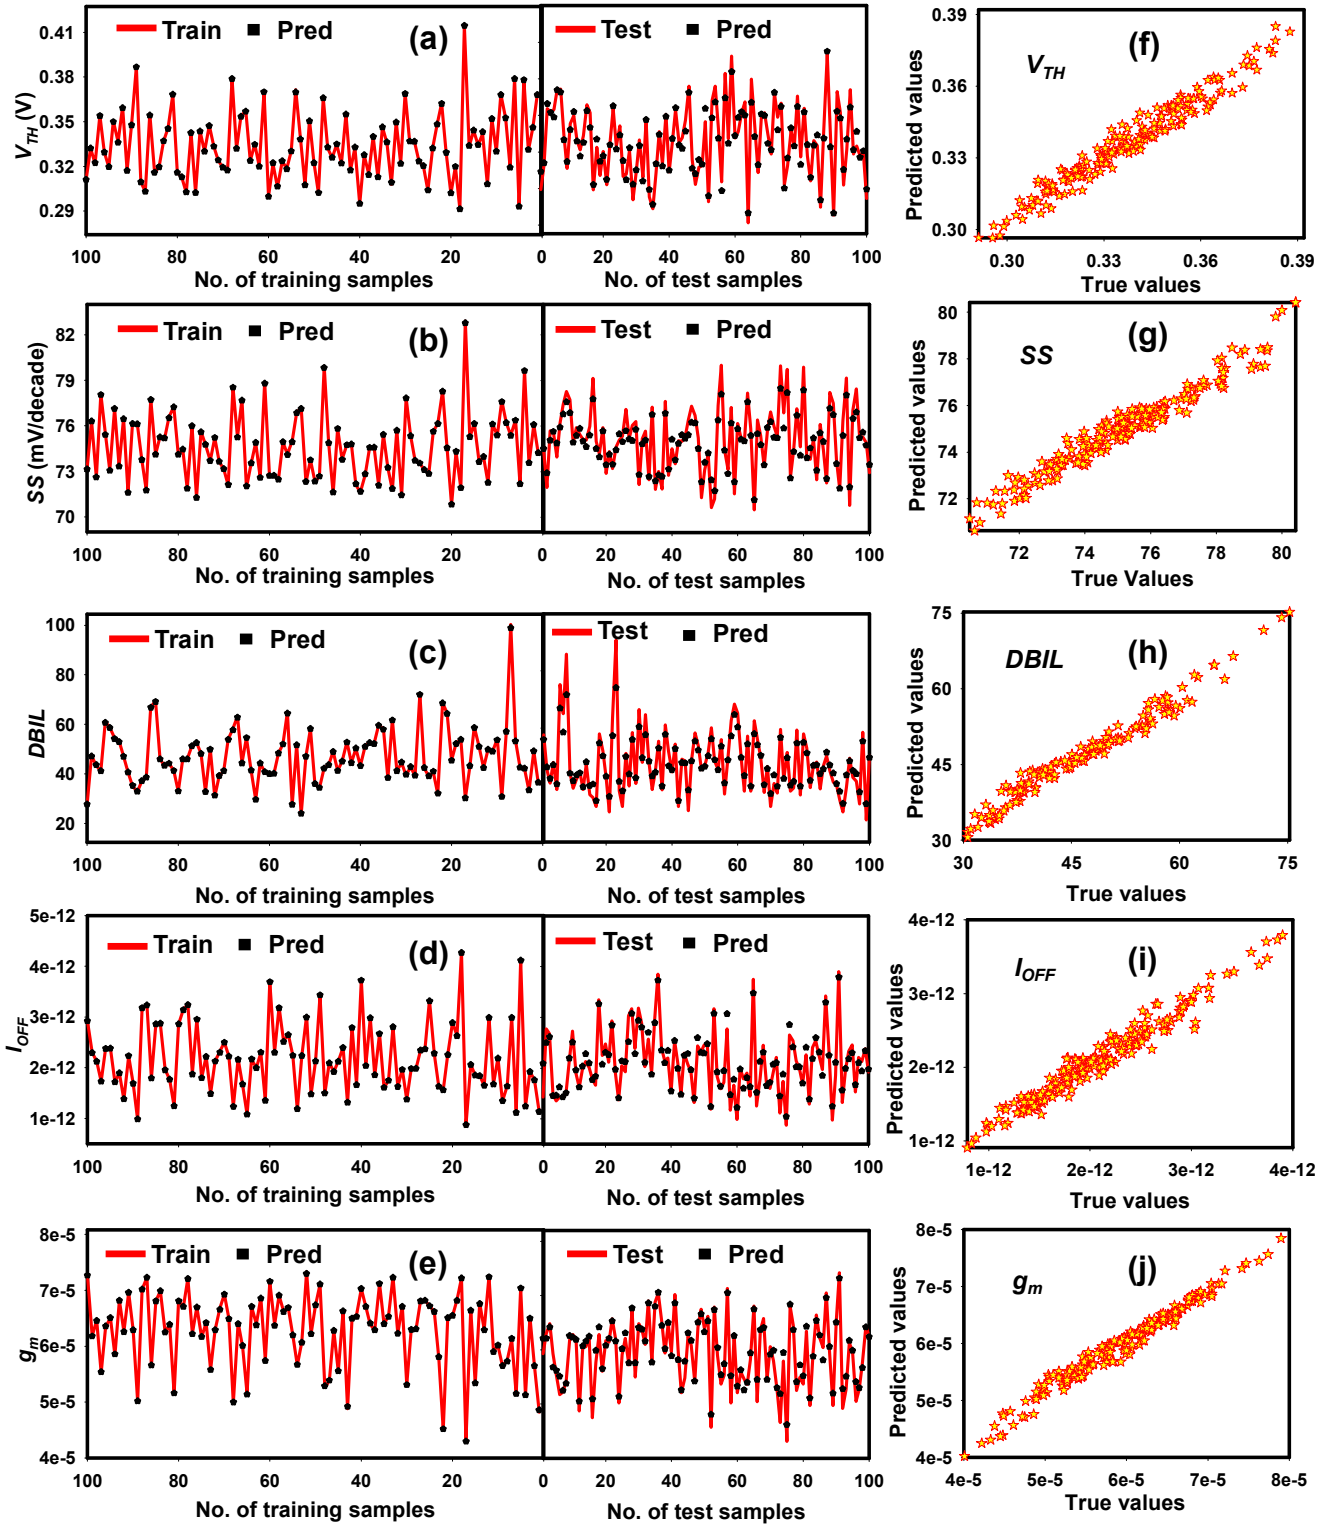 Train Pred (a) Test Pred
0.41
0.38
0.35
0.32
0.29
V_TH (V)
100 80 60 40 20 0 20 40 60 80 100
No. of training samples No. of test samples
(f)
V_TH
0.39
0.36
0.33
0.30
Predicted values
0.30 0.33 0.36 0.39
True values
Train Pred (b) Test Pred
82
79
76
73
70
SS (mV/decade)
100 80 60 40 20 0 20 40 60 80 100
No. of training samples No. of test samples
(g)
SS
80
78
76
74
72
Predicted values
72 74 76 78 80
True Values
Train Pred (c) Test Pred
100
80
60
40
20
DBIL
100 80 60 40 20 0 20 40 60 80 100
No. of training samples No. of test samples
(h)
DBIL
75
60
45
30
Predicted values
30 45 60 75
True values
Train Pred (d) Test Pred
5e-12
4e-12
3e-12
2e-12
1e-12
I_OFF
100 80 60 40 20 0 20 40 60 80 100
No. of training samples No. of test samples
(i)
I_OFF
4e-12
3e-12
2e-12
1e-12
Predicted values
1e-12 2e-12 3e-12 4e-12
True values
Train Pred (e) Test Pred
8e-5
7e-5
6e-5
5e-5
4e-5
g_m
100 80 60 40 20 0 20 40 60 80 100
No. of training samples No. of test samples
(j)
g_m
8e-5
7e-5
6e-5
5e-5
4e-5
Predicted values
4e-5 5e-5 6e-5 7e-5 8e-5
True values